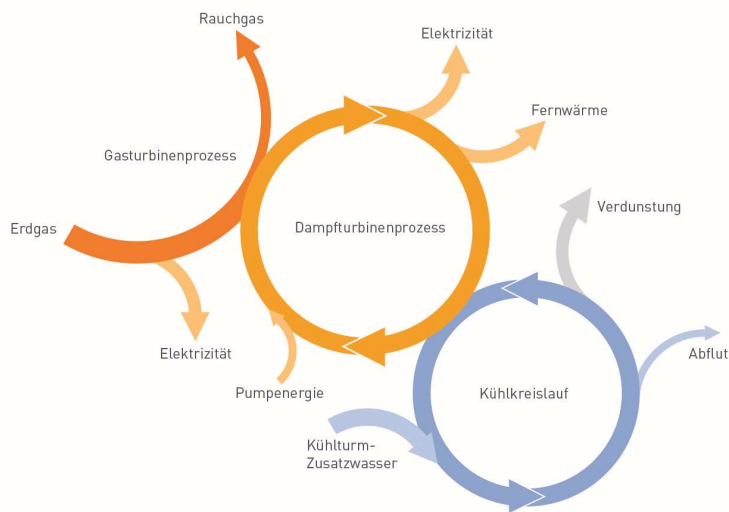 Rauchgas
Elektrizität
Fernwärme
Gasturbinenprozess
Verdunstung
Erdgas
Dampfturbinenprozess
Elektrizität
Abflut
Pumpenergie
Kühlkreislauf
Kühlturm-
Zusatzwasser